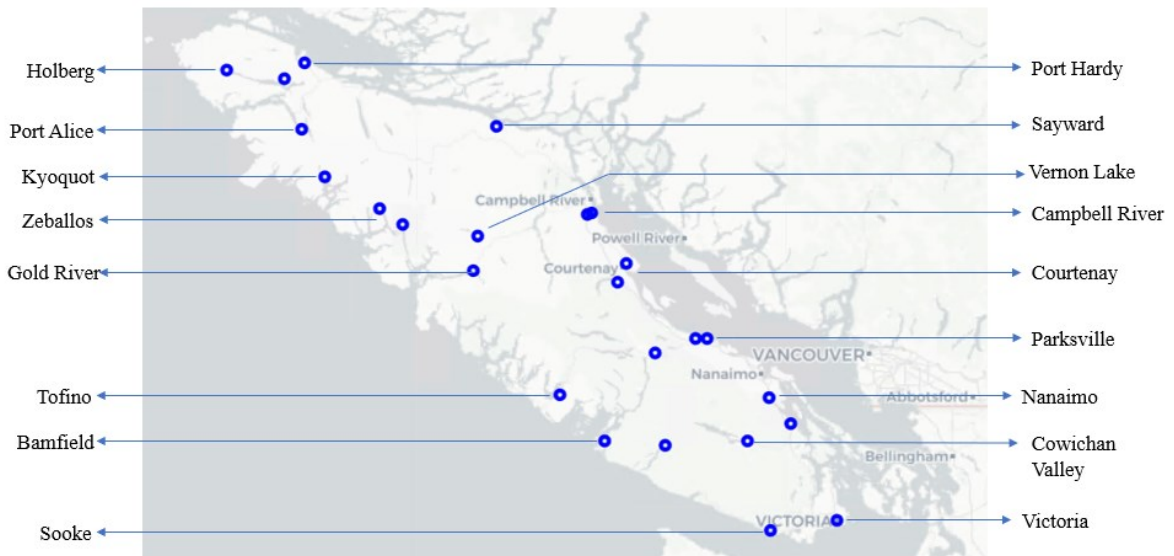 Holberg
Port Hardy
Port Alice
Sayward
Kyoquot
Vernon Lake
Campbell River
Zeballos
Campbell River
Powell River
Gold River
Courtenay
Courtenay
Parksville
VANCOUVER
Nanaimo
Tofino
Nanaimo
Abbotsford
Bamfield
Cowichan
Valley
Bellingham
Sooke
VICTORIA
Victoria